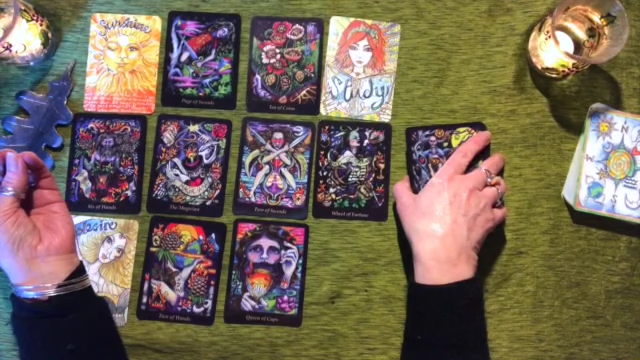 Sunshine
Page of Swords
Ten of Coins
Study
Six of Wands
The Magician
Two of Swords
Wheel of Fortune
Two of Wands
Queen of Cups
N